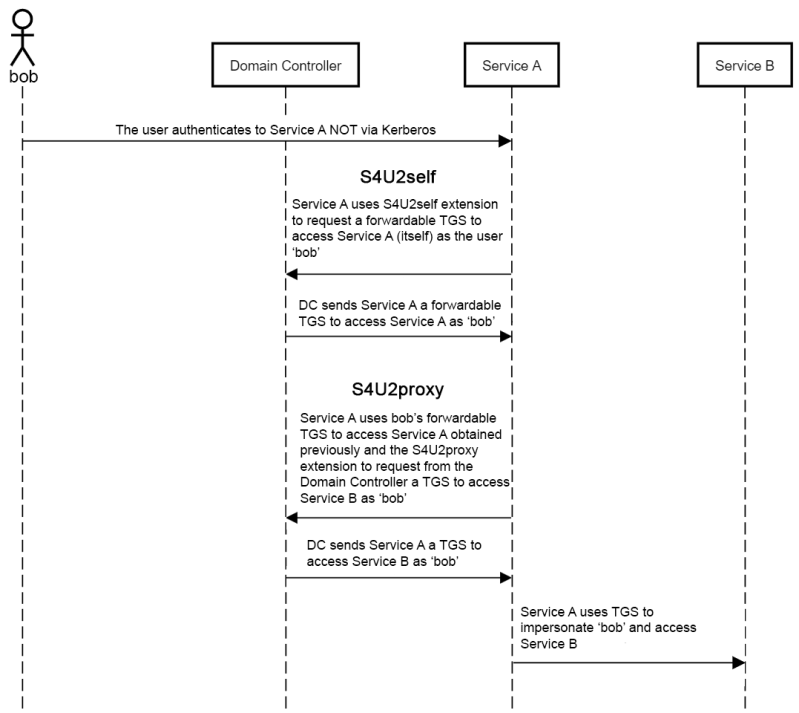 bob
Domain Controller
Service A
Service B
The user authenticates to Service A NOT via Kerberos
S4U2self
Service A uses S4U2self extension
to request a forwardable TGS to
access Service A (itself) as the user
‘bob’
DC sends Service A a forwardable
TGS to access Service A as ‘bob’
S4U2proxy
Service A uses bob’s forwardable
TGS to access Service A obtained
previously and the S4U2proxy
extension to request from the
Domain Controller a TGS to access
Service B as ‘bob’
DC sends Service A a TGS to
access Service B as ‘bob’
Service A uses TGS to
impersonate ‘bob’ and access
Service B